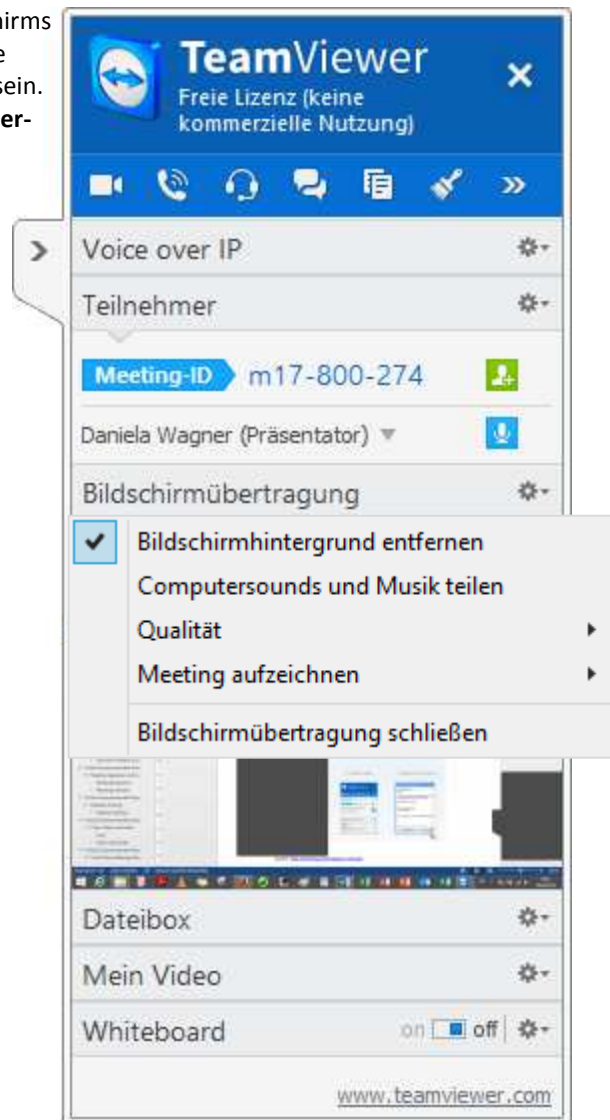 hirms
e
sein.
er-
TeamViewer
Freie Lizenz (keine
kommerzielle Nutzung)
Voice over IP
Teilnehmer
Meeting-ID m17-800-274
Daniela Wagner (Präsentator)
Bildschirmübertragung
Bildschirmhintergrund entfernen
Computersounds und Musik teilen
Qualität
Meeting aufzeichnen
Bildschirmübertragung schließen
Dateibox
Mein Video
Whiteboard on off
www.teamviewer.com